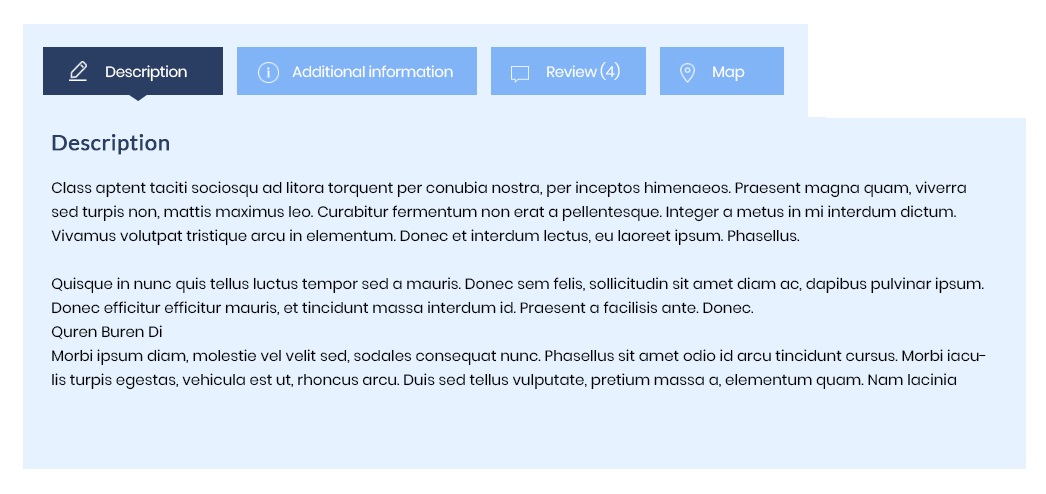 Description
Additional information
Review (4)
Map
Description
Class aptent taciti sociosqu ad litora torquent per conubia nostra, per inceptos himenaeos. Praesent magna quam, viverra
sed turpis non, mattis maximus leo. Curabitur fermentum non erat a pellentesque. Integer a metus in mi interdum dictum.
Vivamus volutpat tristique arcu in elementum. Donec et interdum lectus, eu laoreet ipsum. Phasellus.
Quisque in nunc quis tellus luctus tempor sed a mauris. Donec sem felis, sollicitudin sit amet diam ac, dapibus pulvinar ipsum.
Donec efficitur efficitur mauris, et tincidunt massa interdum id. Praesent a facilisis ante. Donec.
Quren Buren Di
Morbi ipsum diam, molestie vel velit sed, sodales consequat nunc. Phasellus sit amet odio id arcu tincidunt cursus. Morbi iacu-
lis turpis egestas, vehicula est ut, rhoncus arcu. Duis sed tellus vulputate, pretium massa a, elementum quam. Nam lacinia